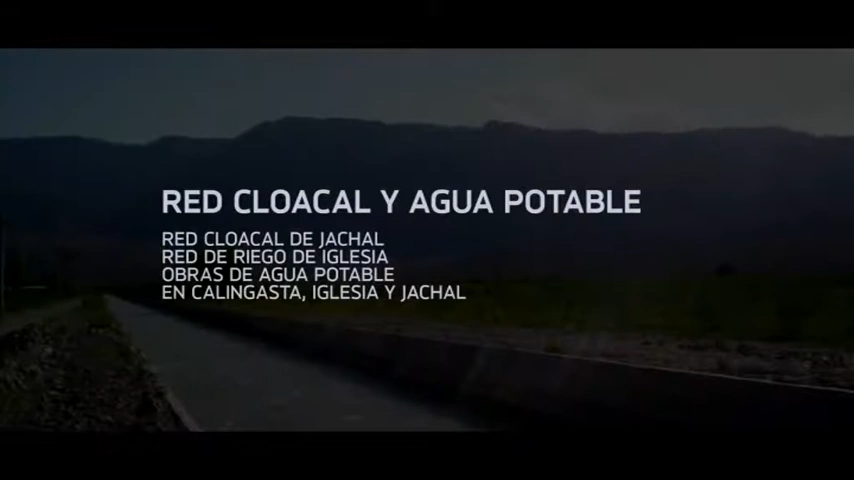 RED CLOACAL Y AGUA POTABLE
RED CLOACAL DE JACHAL
RED DE RIEGO DE IGLESIA
OBRAS DE AGUA POTABLE
EN CALINGASTA, IGLESIA Y JACHAL